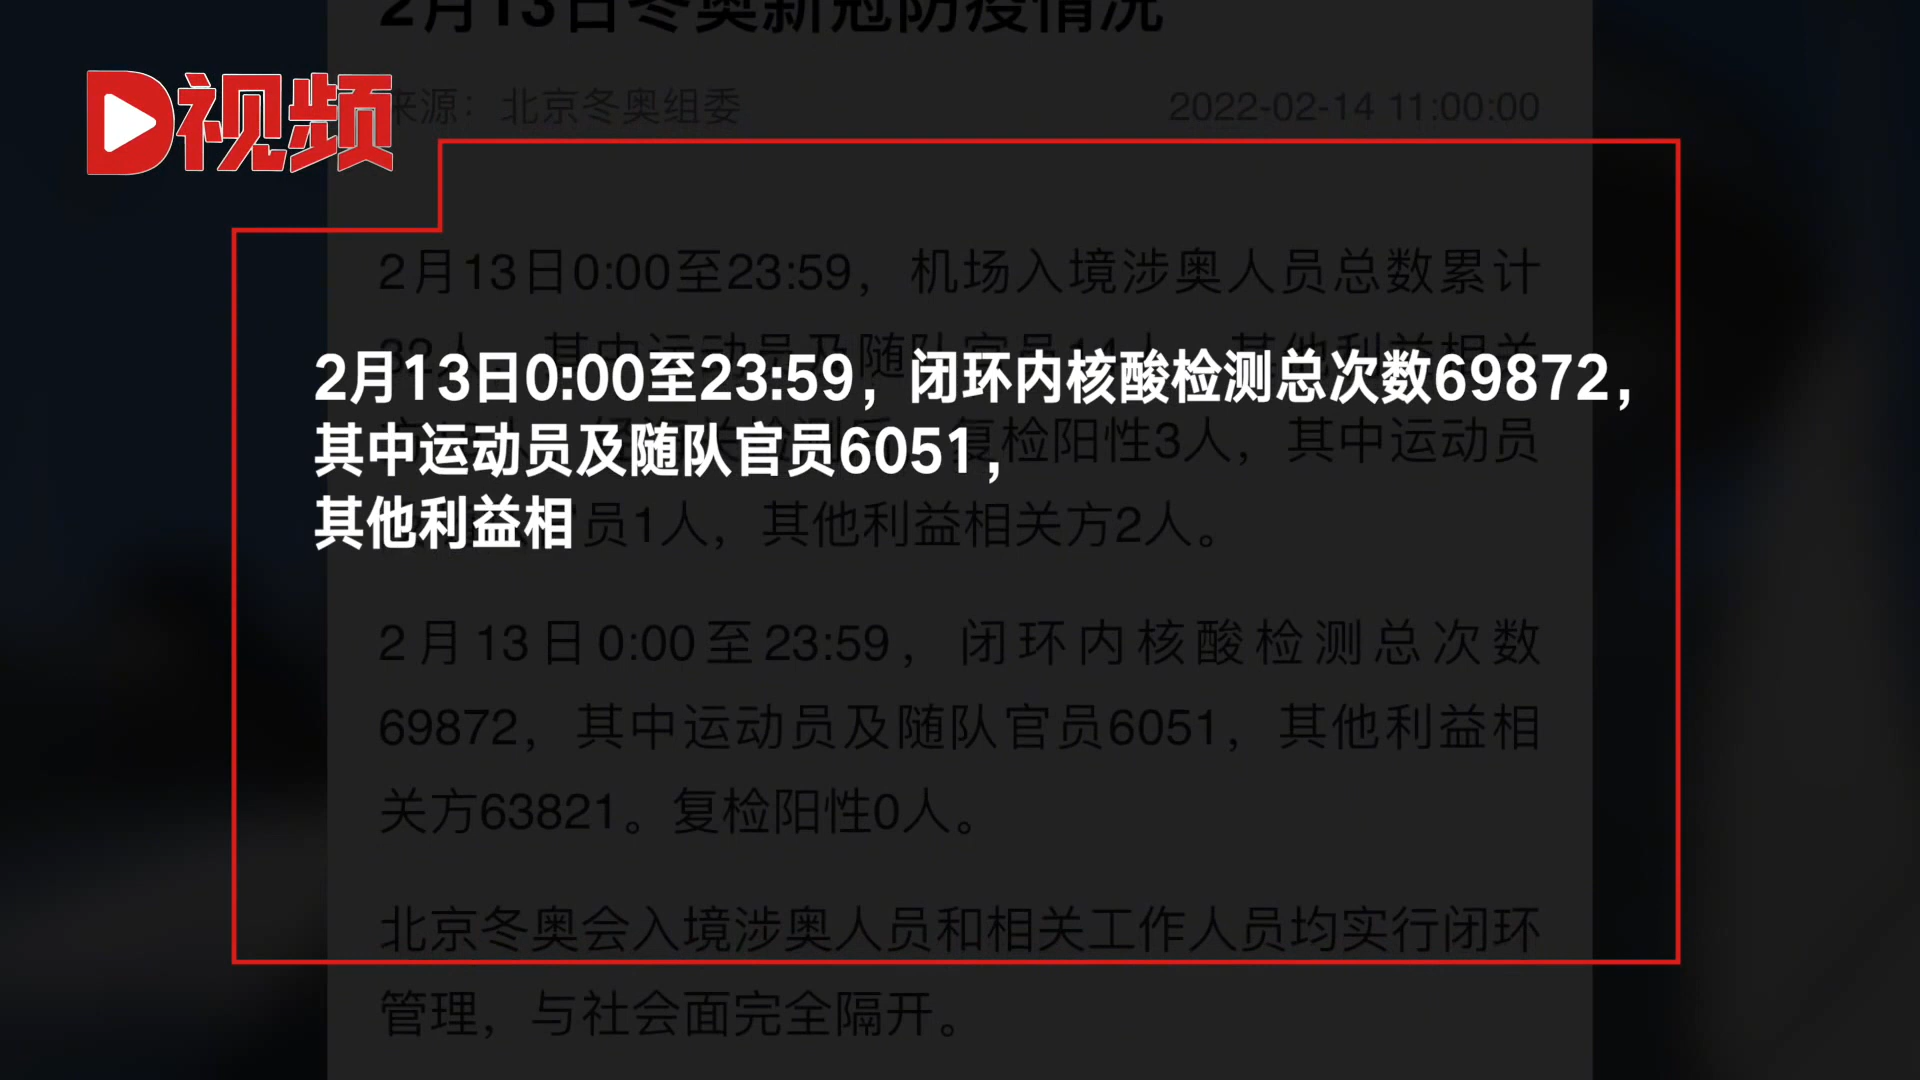 2月13日冬奥新冠防疫情况
视频
来源：北京冬奥组委
2022-02-14 11:00:00
2月13日0:00至23:59，机场入境涉奥人员总数累计
2月13日0:00至23:59，闭环内核酸检测总次数69872，
其中运动员及随队官员6051，
复检阳性3人，其中运动员
其他利益相
员1人，其他利益相关方2人。
2月13日0:00至23:59，闭环内核酸检测总次数
69872，其中运动员及随队官员6051，其他利益相
关方63821。复检阳性0人。
北京冬奥会入境涉奥人员和相关工作人员均实行闭环
管理，与社会面完全隔开。